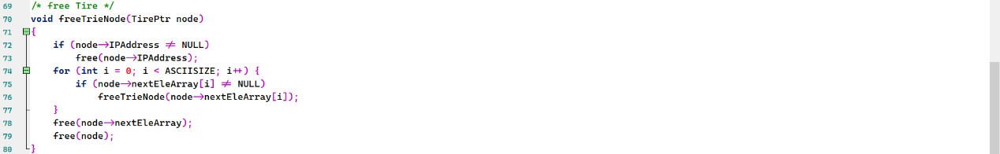 69 /* free Tire */
70 void freeTrieNode(TirePtr node)
71 {
72     if (node->IPAddress != NULL)
73         free(node->IPAddress);
74     for (int i = 0; i < ASCIISIZE; i++) {
75         if (node->nextEleArray[i] != NULL)
76             freeTrieNode(node->nextEleArray[i]);
77     }
78     free(node->nextEleArray);
79     free(node);
80 }